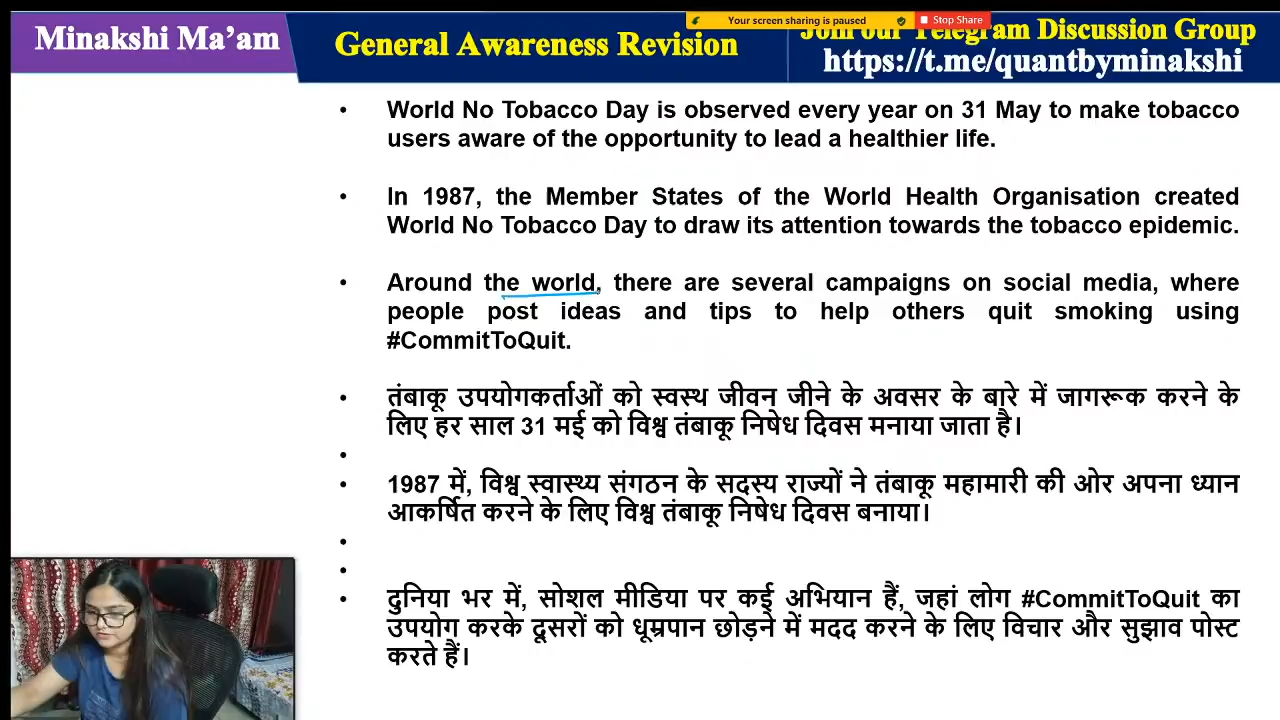 Minakshi Ma'am
General Awareness Revision
Your screen sharing is paused
Stop Share
Join our Telegram Discussion Group
https://t.me/quantbyminakshi
• World No Tobacco Day is observed every year on 31 May to make tobacco
users aware of the opportunity to lead a healthier life.
• In 1987, the Member States of the World Health Organisation created
World No Tobacco Day to draw its attention towards the tobacco epidemic.
• Around the world, there are several campaigns on social media, where
people post ideas and tips to help others quit smoking using
#CommitToQuit.
• तंबाकू उपयोगकर्ताओं को स्वस्थ जीवन जीने के अवसर के बारे में जागरूक करने के
लिए हर साल 31 मई को विश्व तंबाकू निषेध दिवस मनाया जाता है।
•
• 1987 में, विश्व स्वास्थ्य संगठन के सदस्य राज्यों ने तंबाकू महामारी की ओर अपना ध्यान
आकर्षित करने के लिए विश्व तंबाकू निषेध दिवस बनाया।
•
•
• दुनिया भर में, सोशल मीडिया पर कई अभियान हैं, जहां लोग #CommitToQuit का
उपयोग करके दूसरों को धूम्रपान छोड़ने में मदद करने के लिए विचार और सुझाव पोस्ट
करते हैं।